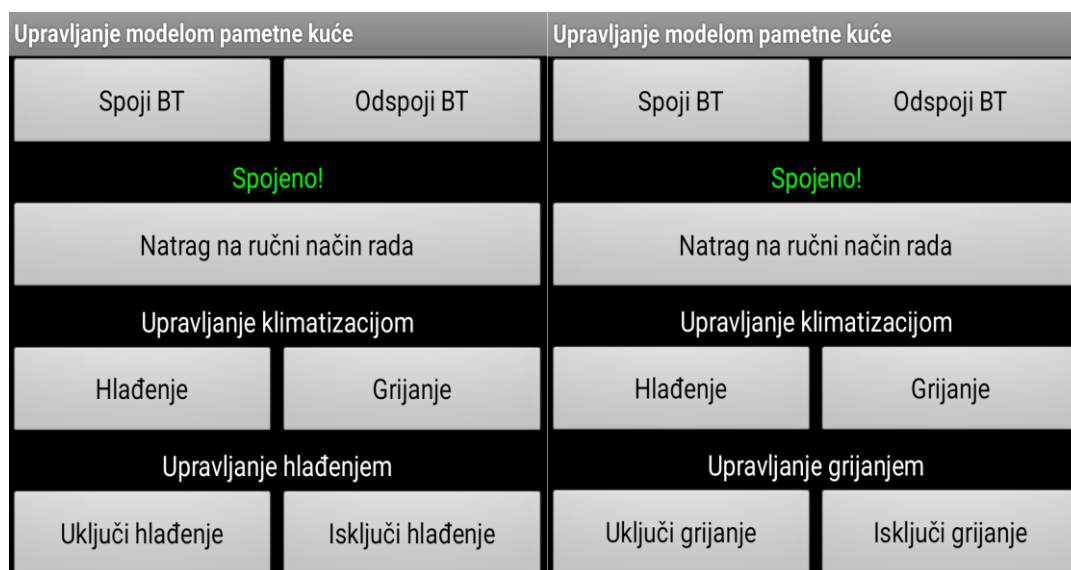 Upravljanje modelom pametne kuće
Spoji BT
Odspoji BT
Spojeno!
Natrag na ručni način rada
Upravljanje klimatizacijom
Hlađenje
Grijanje
Upravljanje hlađenjem
Uključi hlađenje
Isključi hlađenje
Upravljanje modelom pametne kuće
Spoji BT
Odspoji BT
Spojeno!
Natrag na ručni način rada
Upravljanje klimatizacijom
Hlađenje
Grijanje
Upravljanje grijanjem
Uključi grijanje
Isključi grijanje